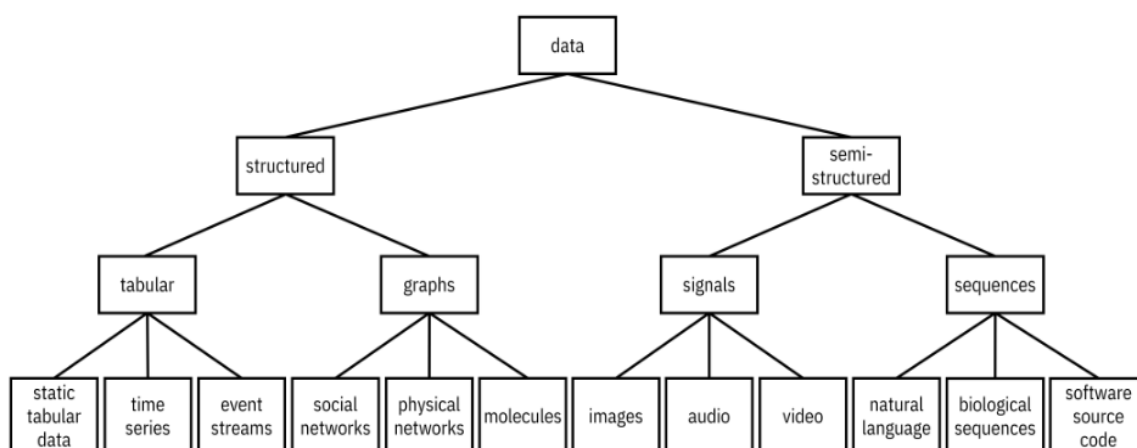 data
structured
semi-
structured
tabular
graphs
signals
sequences
static
tabular
data
time
series
event
streams
social
networks
physical
networks
molecules
images
audio
video
natural
language
biological
sequences
software
source
code